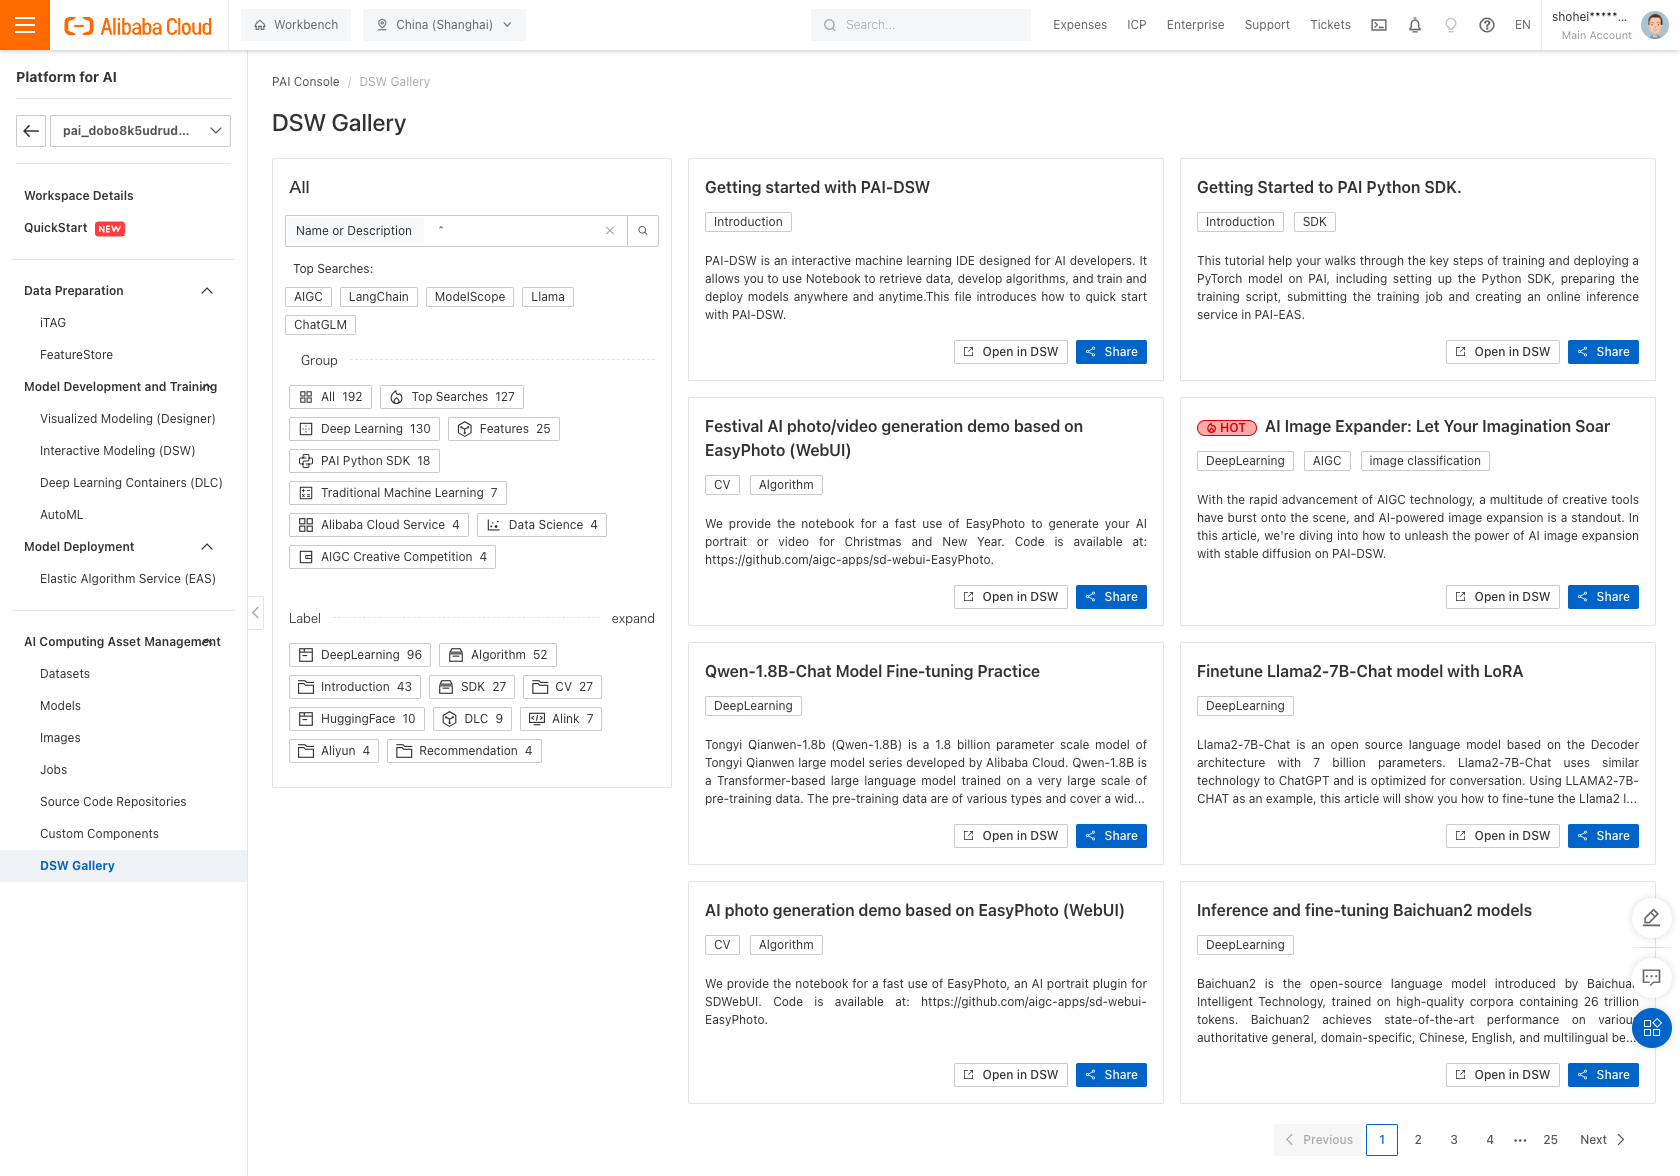 Alibaba Cloud
Workbench
China (Shanghai)
Search...
Expenses
ICP
Enterprise
Support
Tickets
EN
shohei*****...
Main Account
Platform for AI
pai_dobo8k5udrud...
Workspace Details
QuickStart NEW
Data Preparation
iTAG
FeatureStore
Model Development and Training
Visualized Modeling (Designer)
Interactive Modeling (DSW)
Deep Learning Containers (DLC)
AutoML
Model Deployment
Elastic Algorithm Service (EAS)
AI Computing Asset Management
Datasets
Models
Images
Jobs
Source Code Repositories
Custom Components
DSW Gallery
PAI Console / DSW Gallery
DSW Gallery
All
Name or Description
Top Searches:
AIGC
LangChain
ModelScope
Llama
ChatGLM
Group
All 192
Top Searches 127
Deep Learning 130
Features 25
PAI Python SDK 18
Traditional Machine Learning 7
Alibaba Cloud Service 4
Data Science 4
AIGC Creative Competition 4
Label
expand
DeepLearning 96
Algorithm 52
Introduction 43
SDK 27
CV 27
HuggingFace 10
DLC 9
Alink 7
Aliyun 4
Recommendation 4
Getting started with PAI-DSW
Introduction
PAI-DSW is an interactive machine learning IDE designed for AI developers. It
allows you to use Notebook to retrieve data, develop algorithms, and train and
deploy models anywhere and anytime.This file introduces how to quick start
with PAI-DSW.
Open in DSW
Share
Getting Started to PAI Python SDK.
Introduction
SDK
This tutorial help your walks through the key steps of training and deploying a
PyTorch model on PAI, including setting up the Python SDK, preparing the
training script, submitting the training job and creating an online inference
service in PAI-EAS.
Open in DSW
Share
Festival AI photo/video generation demo based on
EasyPhoto (WebUI)
CV
Algorithm
We provide the notebook for a fast use of EasyPhoto to generate your AI
portrait or video for Christmas and New Year. Code is available at:
https://github.com/aigc-apps/sd-webui-EasyPhoto.
Open in DSW
Share
HOT AI Image Expander: Let Your Imagination Soar
DeepLearning
AIGC
image classification
With the rapid advancement of AIGC technology, a multitude of creative tools
have burst onto the scene, and AI-powered image expansion is a standout. In
this article, we're diving into how to unleash the power of AI image expansion
with stable diffusion on PAI-DSW.
Open in DSW
Share
Qwen-1.8B-Chat Model Fine-tuning Practice
DeepLearning
Tongyi Qianwen-1.8b (Qwen-1.8B) is a 1.8 billion parameter scale model of
Tongyi Qianwen large model series developed by Alibaba Cloud. Qwen-1.8B is
a Transformer-based large language model trained on a very large scale of
pre-training data. The pre-training data are of various types and cover a wid...
Open in DSW
Share
Finetune Llama2-7B-Chat model with LoRA
DeepLearning
Llama2-7B-Chat is an open source language model based on the Decoder
architecture with 7 billion parameters. Llama2-7B-Chat uses similar
technology to ChatGPT and is optimized for conversation. Using LLAMA2-7B-
CHAT as an example, this article will show you how to fine-tune the Llama2 l...
Open in DSW
Share
AI photo generation demo based on EasyPhoto (WebUI)
CV
Algorithm
We provide the notebook for a fast use of EasyPhoto, an AI portrait plugin for
SDWebUI. Code is available at: https://github.com/aigc-apps/sd-webui-
EasyPhoto.
Open in DSW
Share
Inference and fine-tuning Baichuan2 models
DeepLearning
Baichuan2 is the open-source language model introduced by Baichuan
Intelligent Technology, trained on high-quality corpora containing 26 trillion
tokens. Baichuan2 achieves state-of-the-art performance on various
authoritative general, domain-specific, Chinese, English, and multilingual be...
Open in DSW
Share
Previous
1
2
3
4
...
25
Next